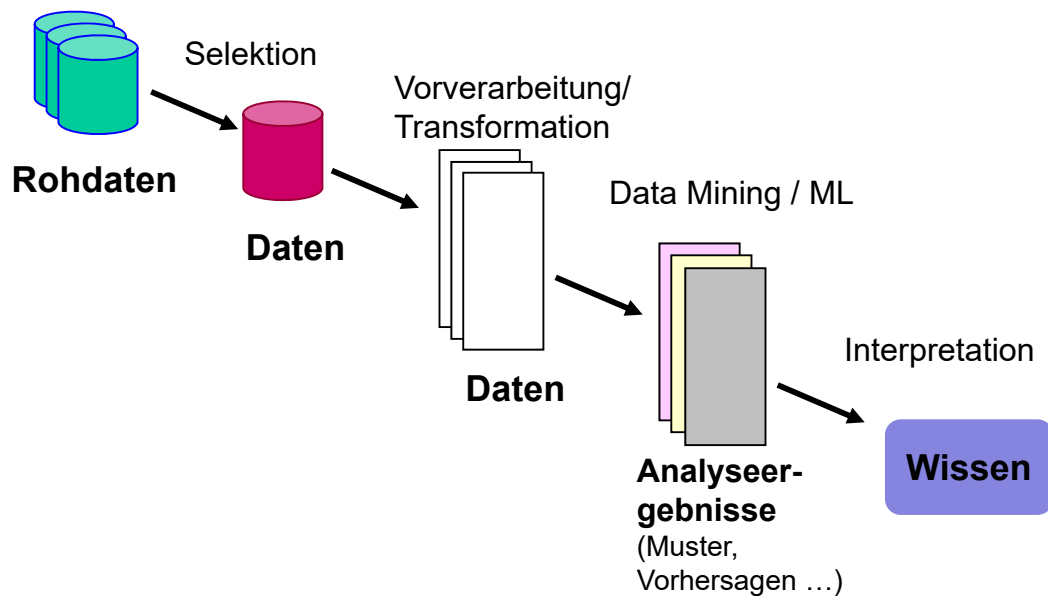 Selektion
Rohdaten
Vorverarbeitung/
Transformation
Daten
Data Mining / ML
Daten
Interpretation
Analyseer-
gebnisse
(Muster,
Vorhersagen …)
Wissen